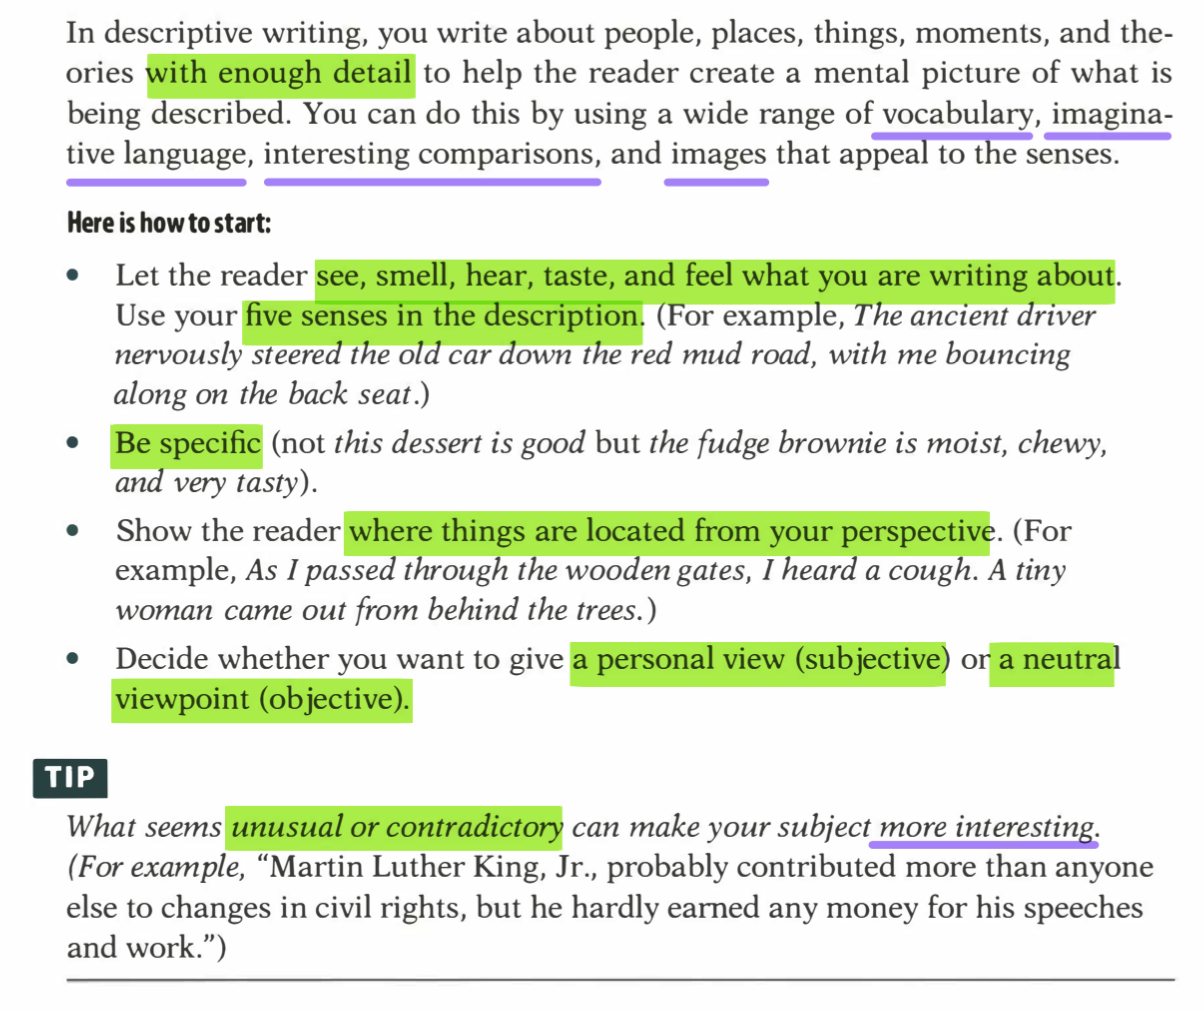 In descriptive writing, you write about people, places, things, moments, and the-
ories with enough detail to help the reader create a mental picture of what is
being described. You can do this by using a wide range of vocabulary, imagina-
tive language, interesting comparisons, and images that appeal to the senses.
Here is how to start:
• Let the reader see, smell, hear, taste, and feel what you are writing about.
Use your five senses in the description. (For example, The ancient driver
nervously steered the old car down the red mud road, with me bouncing
along on the back seat.)
• Be specific (not this dessert is good but the fudge brownie is moist, chewy,
and very tasty).
• Show the reader where things are located from your perspective. (For
example, As I passed through the wooden gates, I heard a cough. A tiny
woman came out from behind the trees.)
• Decide whether you want to give a personal view (subjective) or a neutral
viewpoint (objective).
TIP
What seems unusual or contradictory can make your subject more interesting.
(For example, “Martin Luther King, Jr., probably contributed more than anyone
else to changes in civil rights, but he hardly earned any money for his speeches
and work.”)